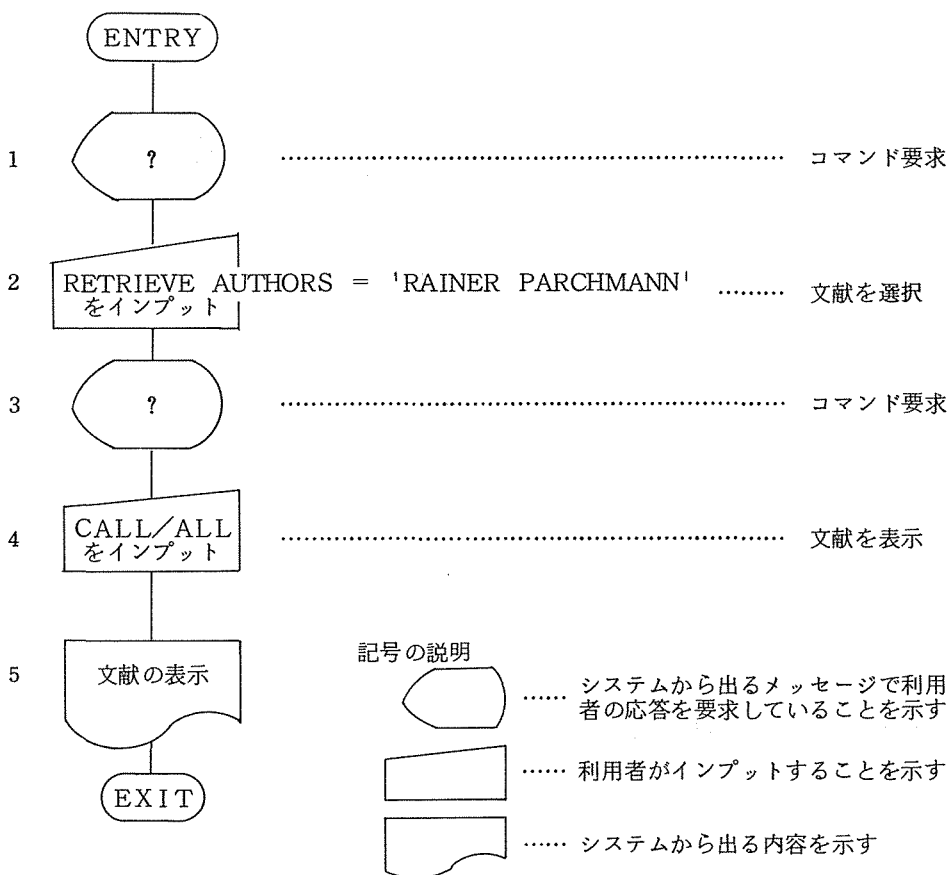 ENTRY
1 ? ……… コマンド要求
2 RETRIEVE AUTHORS = 'RAINER PARCHMANN' ……… 文献を選択
をインプット
3 ? ……… コマンド要求
4 CALL/ALL ……… 文献を表示
をインプット
5 文献の表示
記号の説明
…… システムから出るメッセージで利用
者の応答を要求していることを示す
…… 利用者がインプットすることを示す
…… システムから出る内容を示す
EXIT